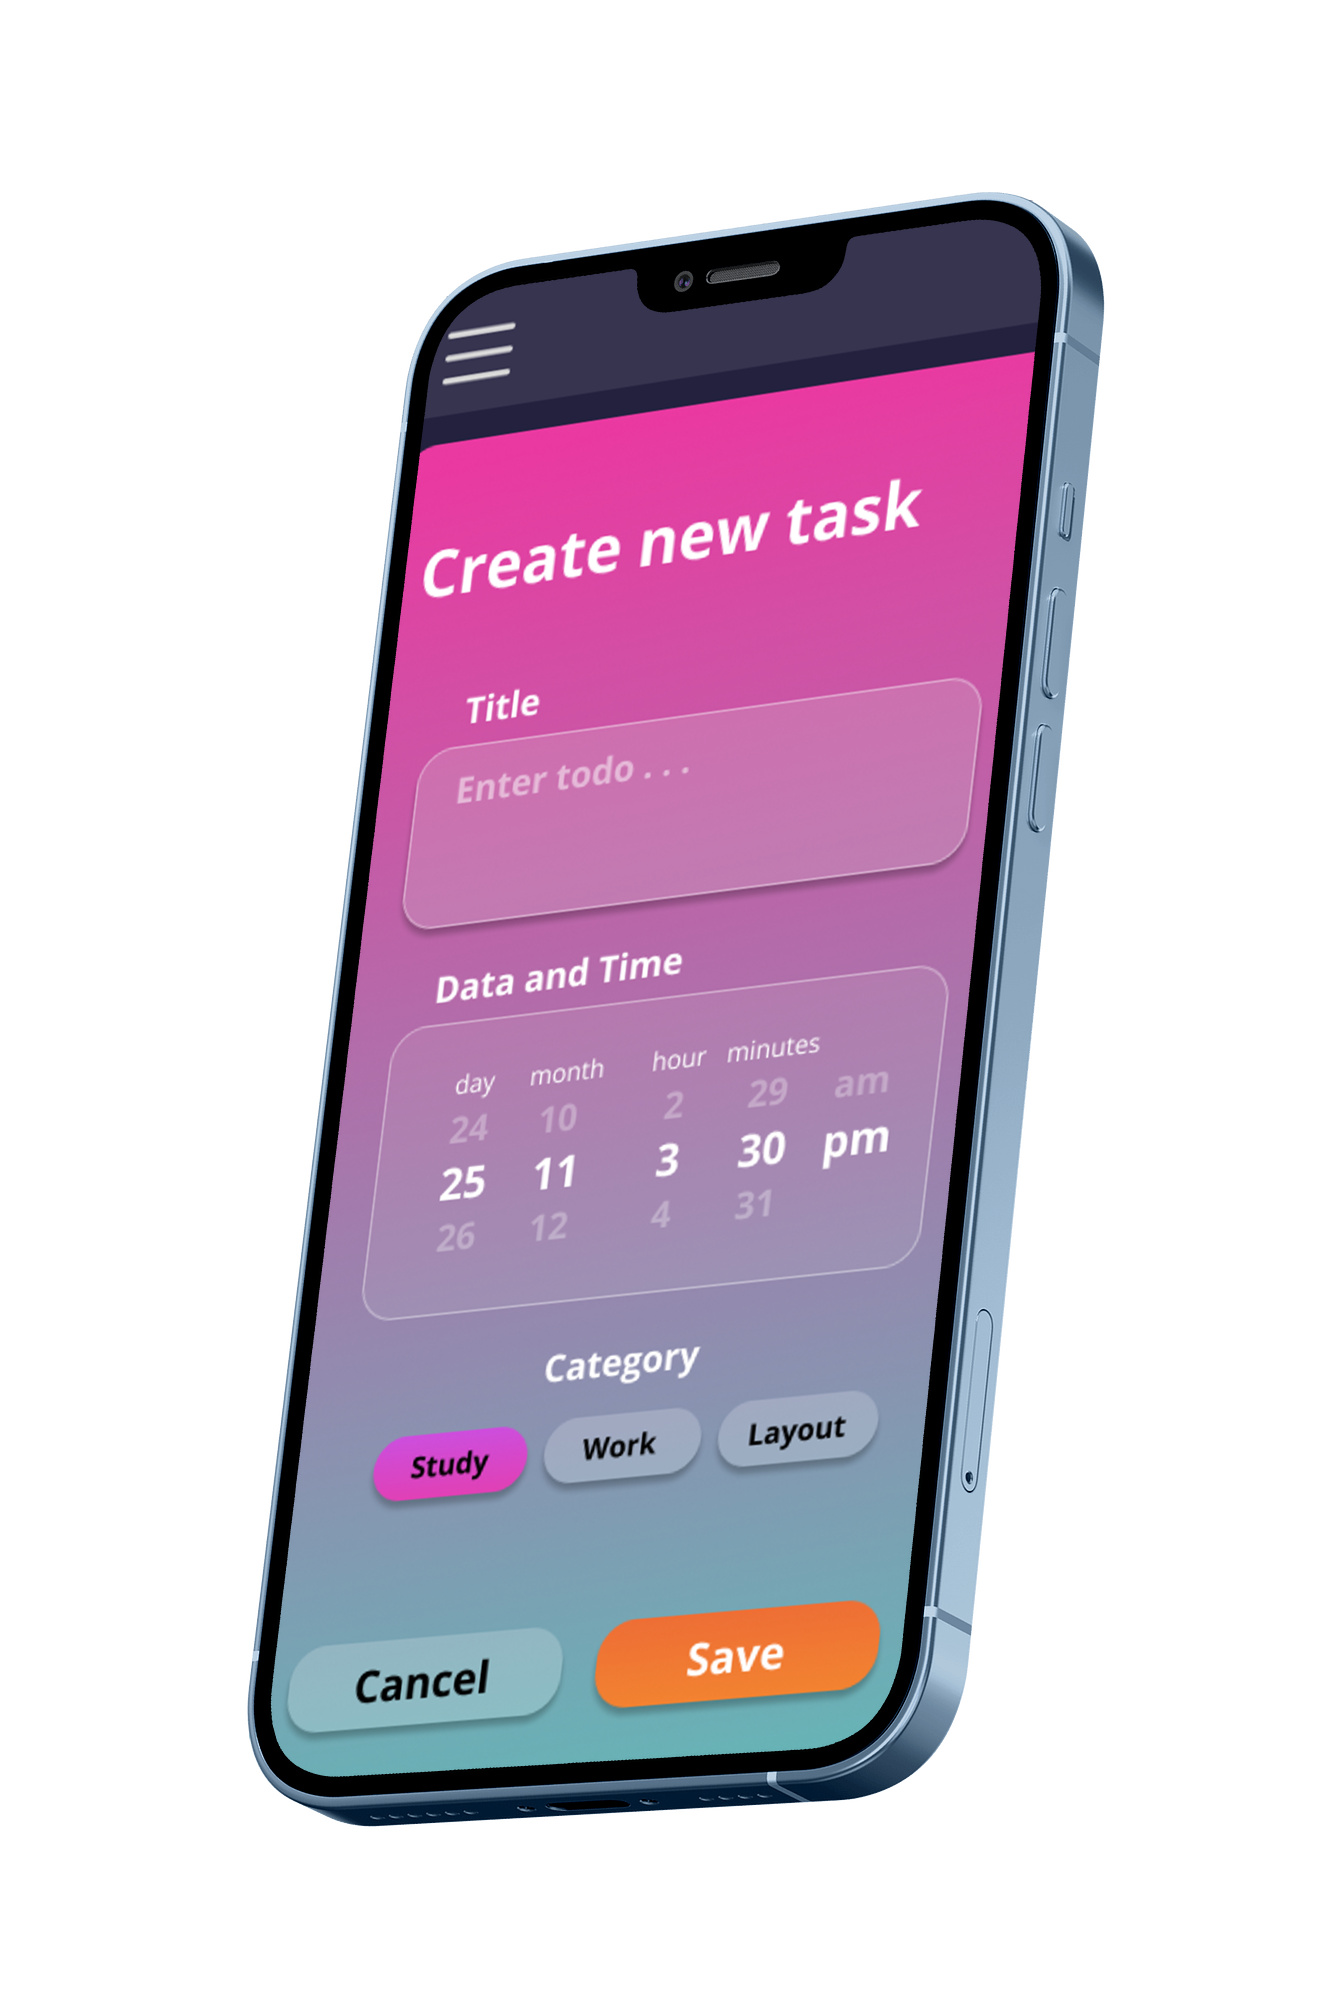 Create new task
Title
Enter todo . . .
Data and Time
day month hour minutes
24 10 2 29 am
25 11 3 30 pm
26 12 4 31
Category
Study Work Layout
Cancel Save